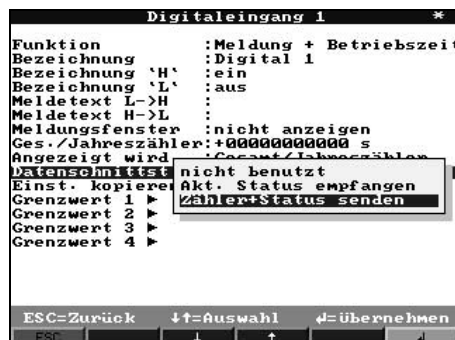 Digitaleingang 1 *
Funktion :Meldung + Betriebszeit
Bezeichnung :Digital 1
Bezeichnung 'H' :ein
Bezeichnung 'L' :aus
Meldetext L->H :
Meldetext H->L :
Meldungsfenster :nicht anzeigen
Ges./Jahreszähler:+00000000000 s
Angezeigt wird :Gesamt/Jahreszähler
Datenschnittst
nicht benutzt
Einst. kopieren
Akt. Status empfangen
Grenzwert 1 ►
Zähler+Status senden
Grenzwert 2 ►
Grenzwert 3 ►
Grenzwert 4 ►
ESC=Zurück ↓↑=Auswahl ↵=übernehmen
ESC ↓ ↑ ↵